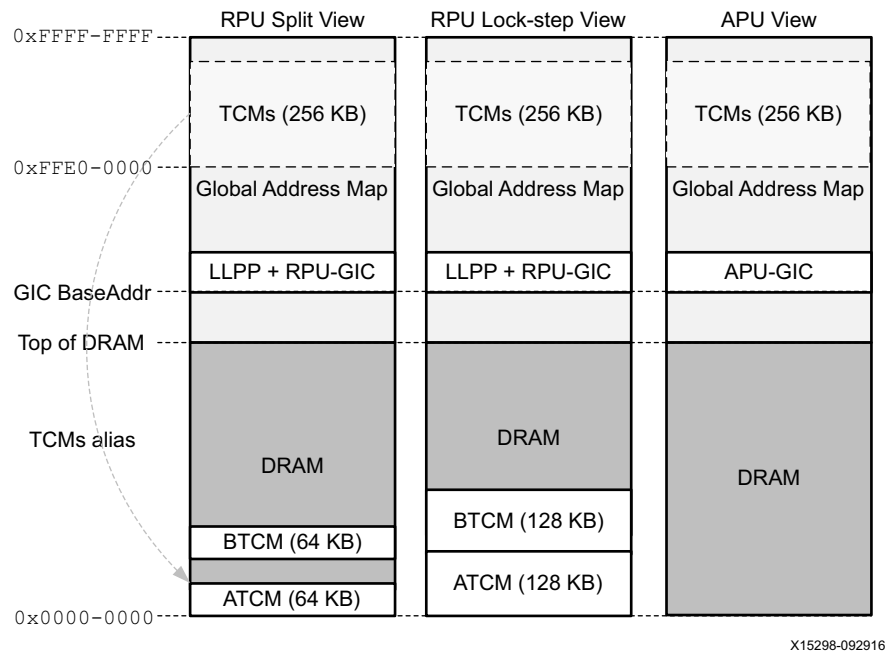 RPU Split View
RPU Lock-step View
APU View
0xFFFF-FFFF
TCMs (256 KB)
TCMs (256 KB)
TCMs (256 KB)
0xFFE0-0000
Global Address Map
Global Address Map
Global Address Map
LLPP + RPU-GIC
LLPP + RPU-GIC
APU-GIC
GIC BaseAddr
Top of DRAM
TCMs alias
DRAM
DRAM
DRAM
BTCM (64 KB)
BTCM (128 KB)
ATCM (64 KB)
ATCM (128 KB)
0x0000-0000
X15298-092916